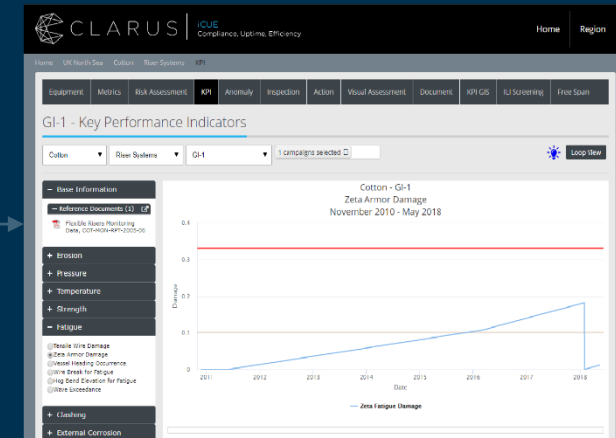 CLARUS
iCUE
Compliance, Uptime, Efficiency
Home Region
Home UK North Sea Cotton Riser Systems KPI
Equipment Metrics Risk Assessment KPI Anomaly Inspection Action Visual Assessment Document KPI GIS ILI Screening Free Span
GI-1 - Key Performance Indicators
Cotton Riser Systems GI-1 1 campaigns selected Loop View
− Base Information
− Reference Documents (1)
Flexible Risers Monitoring
Data, COT-MON-RPT-2005-06
+ Erosion
+ Pressure
+ Temperature
+ Strength
− Fatigue
Tensile Wire Damage
Zeta Armor Damage
Vessel Heading Occurrence
Wire Break for Fatigue
Hog Bend Elevation for Fatigue
Wave Exceedance
+ Clashing
+ External Corrosion
Cotton - GI-1
Zeta Armor Damage
November 2010 - May 2018
0.4
0.3
0.2
0.1
0
Damage
2011 2012 2013 2014 2015 2016 2017 2018
Date
Zeta Fatigue Damage